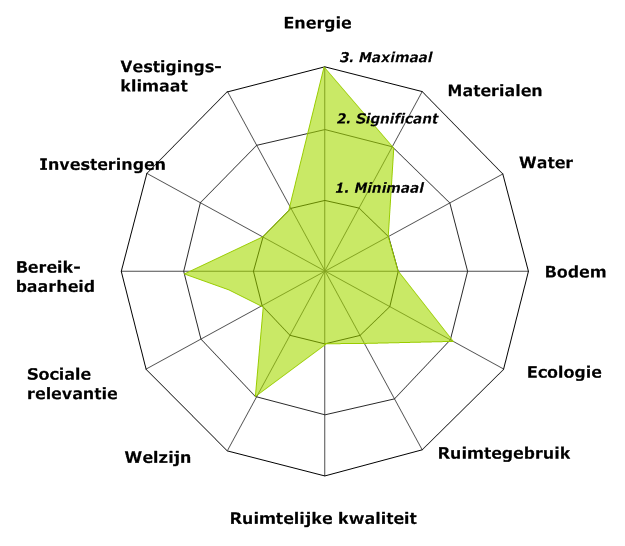 Energie
3. Maximaal
Vestigings-
klimaat
Materialen
2. Significant
Investeringen
Water
1. Minimaal
Bereik-
baarheid
Bodem
Sociale
relevantie
Ecologie
Welzijn
Ruimtegebruik
Ruimtelijke kwaliteit